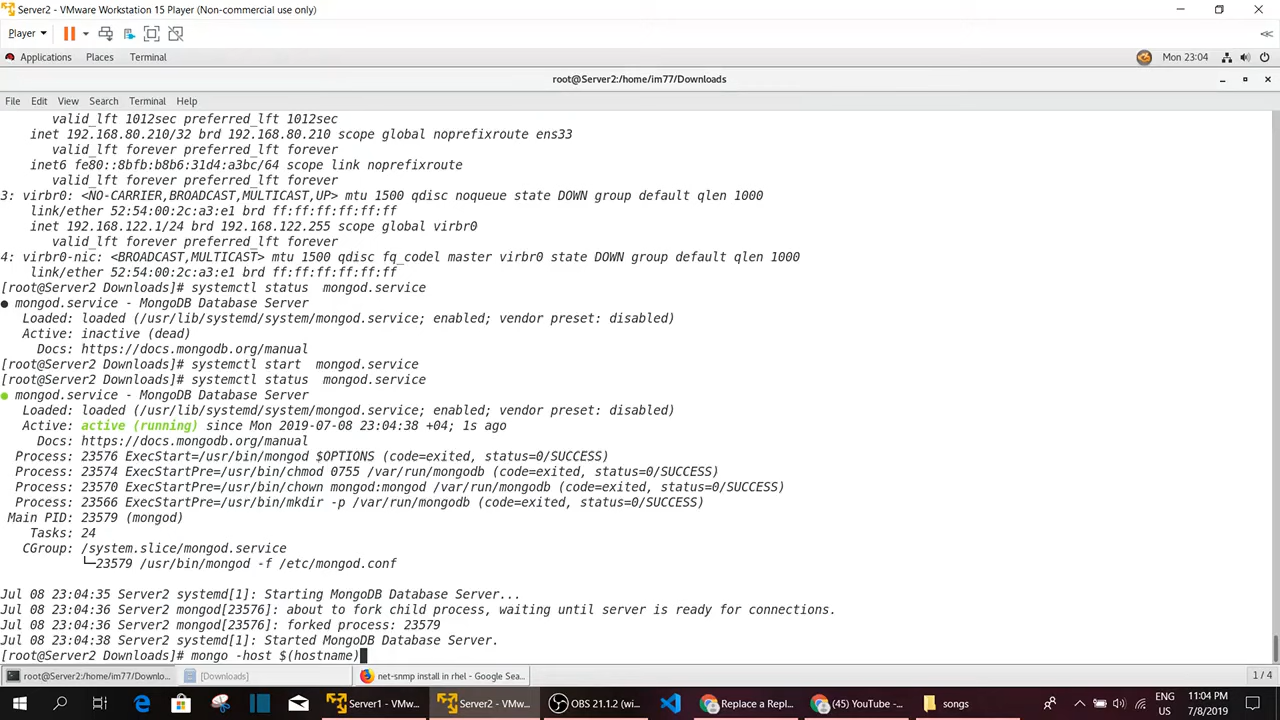 Server2 - VMware Workstation 15 Player (Non-commercial use only)
Player
Applications Places Terminal Mon 23:04
root@Server2:/home/im77/Downloads
File Edit View Search Terminal Help
valid_lft 1012sec preferred_lft 1012sec
inet 192.168.80.210/32 brd 192.168.80.210 scope global noprefixroute ens33
valid_lft forever preferred_lft forever
inet6 fe80::8bfb:b8b6:31d4:a3bc/64 scope link noprefixroute
valid_lft forever preferred_lft forever
3: virbr0: <NO-CARRIER,BROADCAST,MULTICAST,UP> mtu 1500 qdisc noqueue state DOWN group default qlen 1000
link/ether 52:54:00:2c:a3:e1 brd ff:ff:ff:ff:ff:ff
inet 192.168.122.1/24 brd 192.168.122.255 scope global virbr0
valid_lft forever preferred_lft forever
4: virbr0-nic: <BROADCAST,MULTICAST> mtu 1500 qdisc fq_codel master virbr0 state DOWN group default qlen 1000
link/ether 52:54:00:2c:a3:e1 brd ff:ff:ff:ff:ff:ff
[root@Server2 Downloads]# systemctl status  mongod.service
● mongod.service - MongoDB Database Server
Loaded: loaded (/usr/lib/systemd/system/mongod.service; enabled; vendor preset: disabled)
Active: inactive (dead)
Docs: https://docs.mongodb.org/manual
[root@Server2 Downloads]# systemctl start  mongod.service
[root@Server2 Downloads]# systemctl status  mongod.service
● mongod.service - MongoDB Database Server
Loaded: loaded (/usr/lib/systemd/system/mongod.service; enabled; vendor preset: disabled)
Active: active (running) since Mon 2019-07-08 23:04:38 +04; 1s ago
Docs: https://docs.mongodb.org/manual
Process: 23576 ExecStart=/usr/bin/mongod $OPTIONS (code=exited, status=0/SUCCESS)
Process: 23574 ExecStartPre=/usr/bin/chmod 0755 /var/run/mongodb (code=exited, status=0/SUCCESS)
Process: 23570 ExecStartPre=/usr/bin/chown mongod:mongod /var/run/mongodb (code=exited, status=0/SUCCESS)
Process: 23566 ExecStartPre=/usr/bin/mkdir -p /var/run/mongodb (code=exited, status=0/SUCCESS)
Main PID: 23579 (mongod)
Tasks: 24
CGroup: /system.slice/mongod.service
└─23579 /usr/bin/mongod -f /etc/mongod.conf
Jul 08 23:04:35 Server2 systemd[1]: Starting MongoDB Database Server...
Jul 08 23:04:36 Server2 mongod[23576]: about to fork child process, waiting until server is ready for connections.
Jul 08 23:04:36 Server2 mongod[23576]: forked process: 23579
Jul 08 23:04:38 Server2 systemd[1]: Started MongoDB Database Server.
[root@Server2 Downloads]# mongo -host $(hostname)
root@Server2:/home/im77/Downlo... [Downloads] net-snmp install in rhel - Google Sea... 1 / 4
Server1 - VMw... Server2 - VMw... OBS 21.1.2 (wi... Replace a Repl... (45) YouTube -... songs ENG 11:04 PM
US 7/8/2019